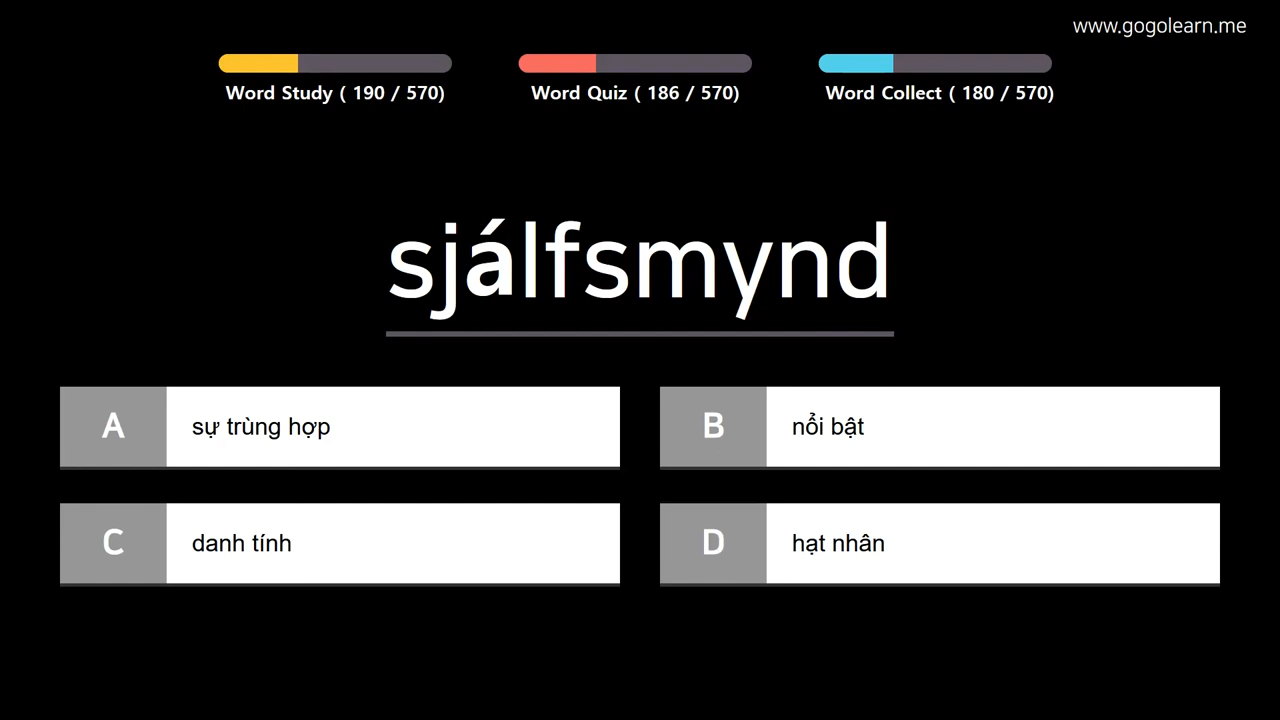 www.gogolearn.me
Word Study ( 190 / 570)
Word Quiz ( 186 / 570)
Word Collect ( 180 / 570)
sjálfsmynd
A
sự trùng hợp
B
nổi bật
C
danh tính
D
hạt nhân